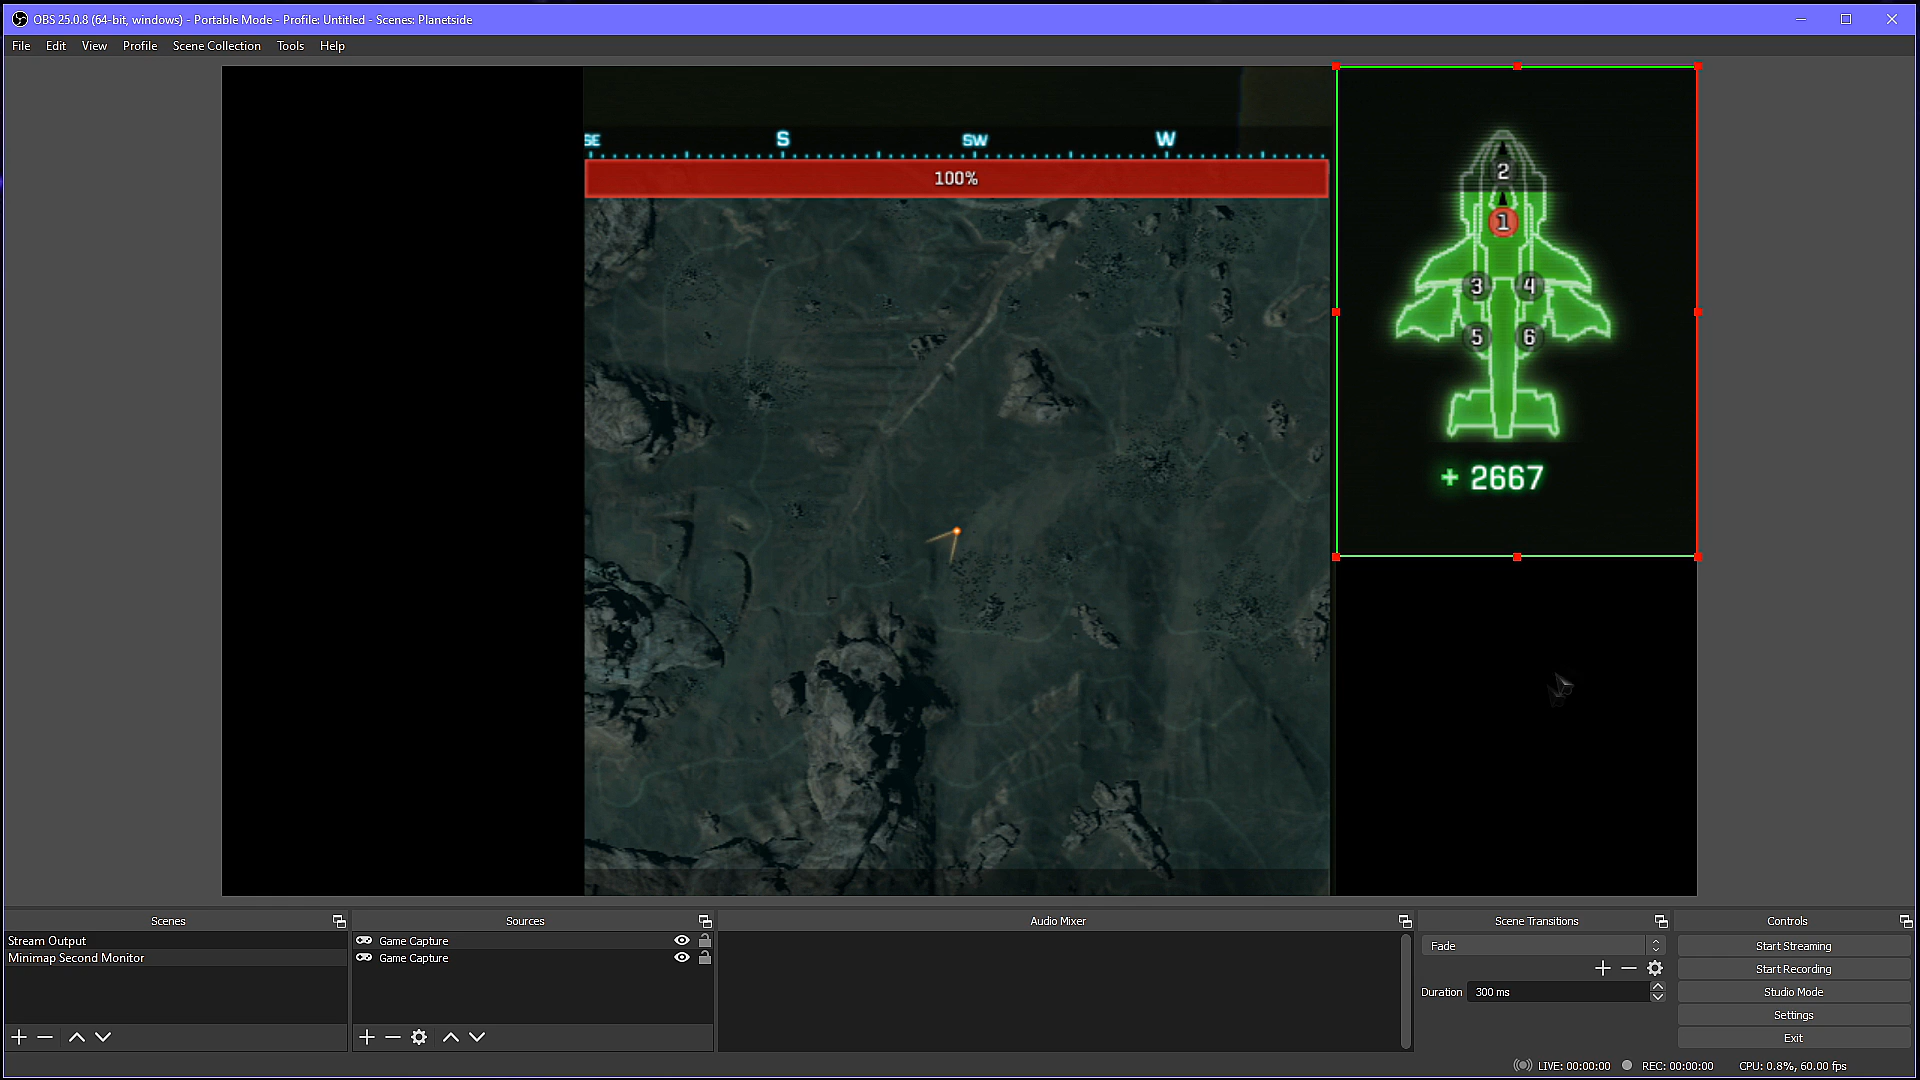 OBS 25.0.8 (64-bit, windows) - Portable Mode - Profile: Untitled - Scenes: Planetside
File Edit View Profile Scene Collection Tools Help
SE S SW W
100%
2
1
3 4
5 6
+ 2667
Scenes
Stream Output
Minimap Second Monitor
Sources
Game Capture
Game Capture
Audio Mixer
Scene Transitions
Fade
Duration 300 ms
Controls
Start Streaming
Start Recording
Studio Mode
Settings
Exit
LIVE: 00:00:00 REC: 00:00:00 CPU: 0.8%, 60.00 fps